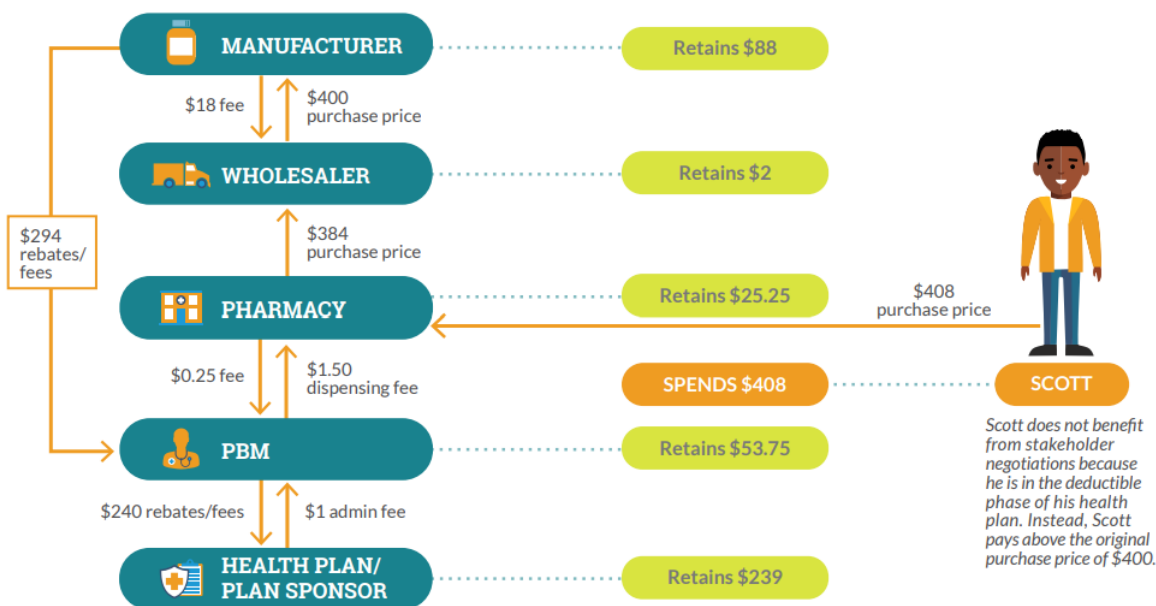 MANUFACTURER
Retains $88
$18 fee
$400
purchase price
WHOLESALER
Retains $2
$294
rebates/
fees
$384
purchase price
PHARMACY
Retains $25.25
$408
purchase price
$0.25 fee
$1.50
dispensing fee
SPENDS $408
SCOTT
Scott does not benefit
from stakeholder
negotiations because
he is in the deductible
phase of his health
plan. Instead, Scott
pays above the original
purchase price of $400.
PBM
Retains $53.75
$240 rebates/fees
$1 admin fee
HEALTH PLAN/
PLAN SPONSOR
Retains $239